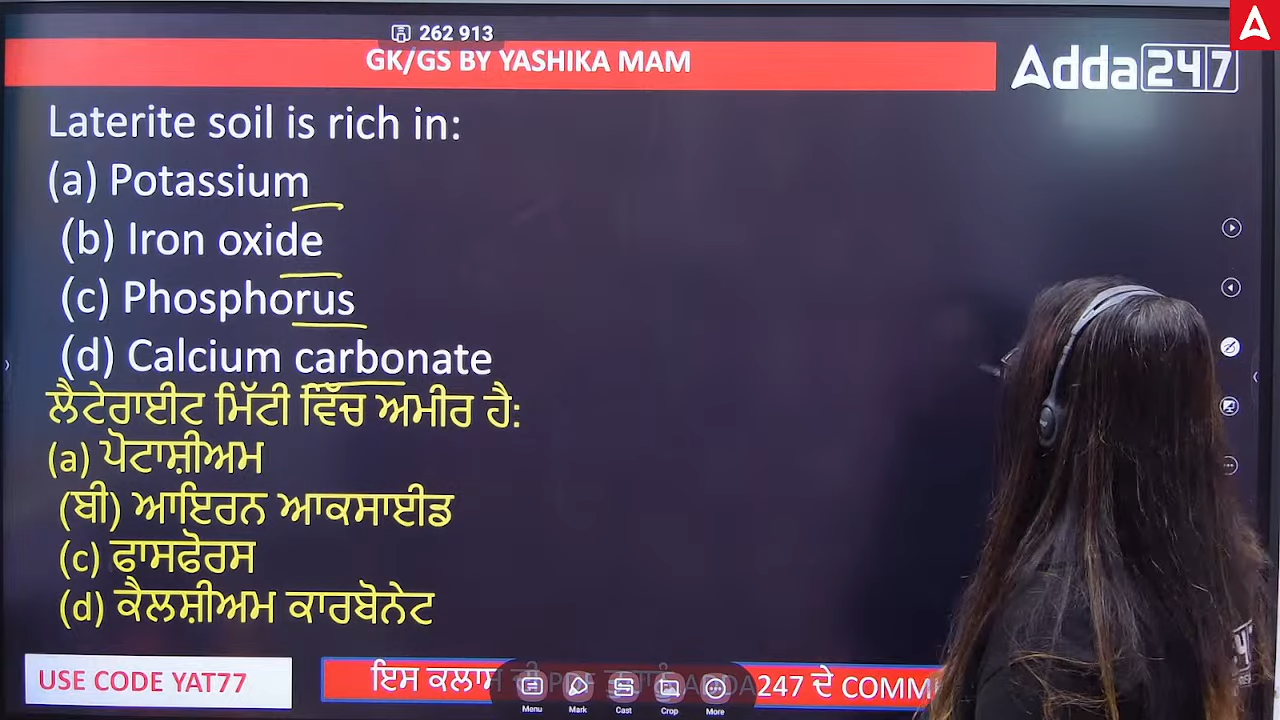 262 913
GK/GS BY YASHIKA MAM
Adda247
Laterite soil is rich in:
(a) Potassium
(b) Iron oxide
(c) Phosphorus
(d) Calcium carbonate
ਲੈਟੇਰਾਈਟ ਮਿੱਟੀ ਵਿੱਚ ਅਮੀਰ ਹੈ:
(a) ਪੋਟਾਸ਼ੀਅਮ
(ਬੀ) ਆਇਰਨ ਆਕਸਾਈਡ
(c) ਫਾਸਫੋਰਸ
(d) ਕੈਲਸ਼ੀਅਮ ਕਾਰਬੋਨੇਟ
USE CODE YAT77
ਇਸ ਕਲਾਸ ਦੀ PDF ਤੁਹਾਨੂੰ ADDA 247 ਦੇ
Menu Mark Cast Crop More